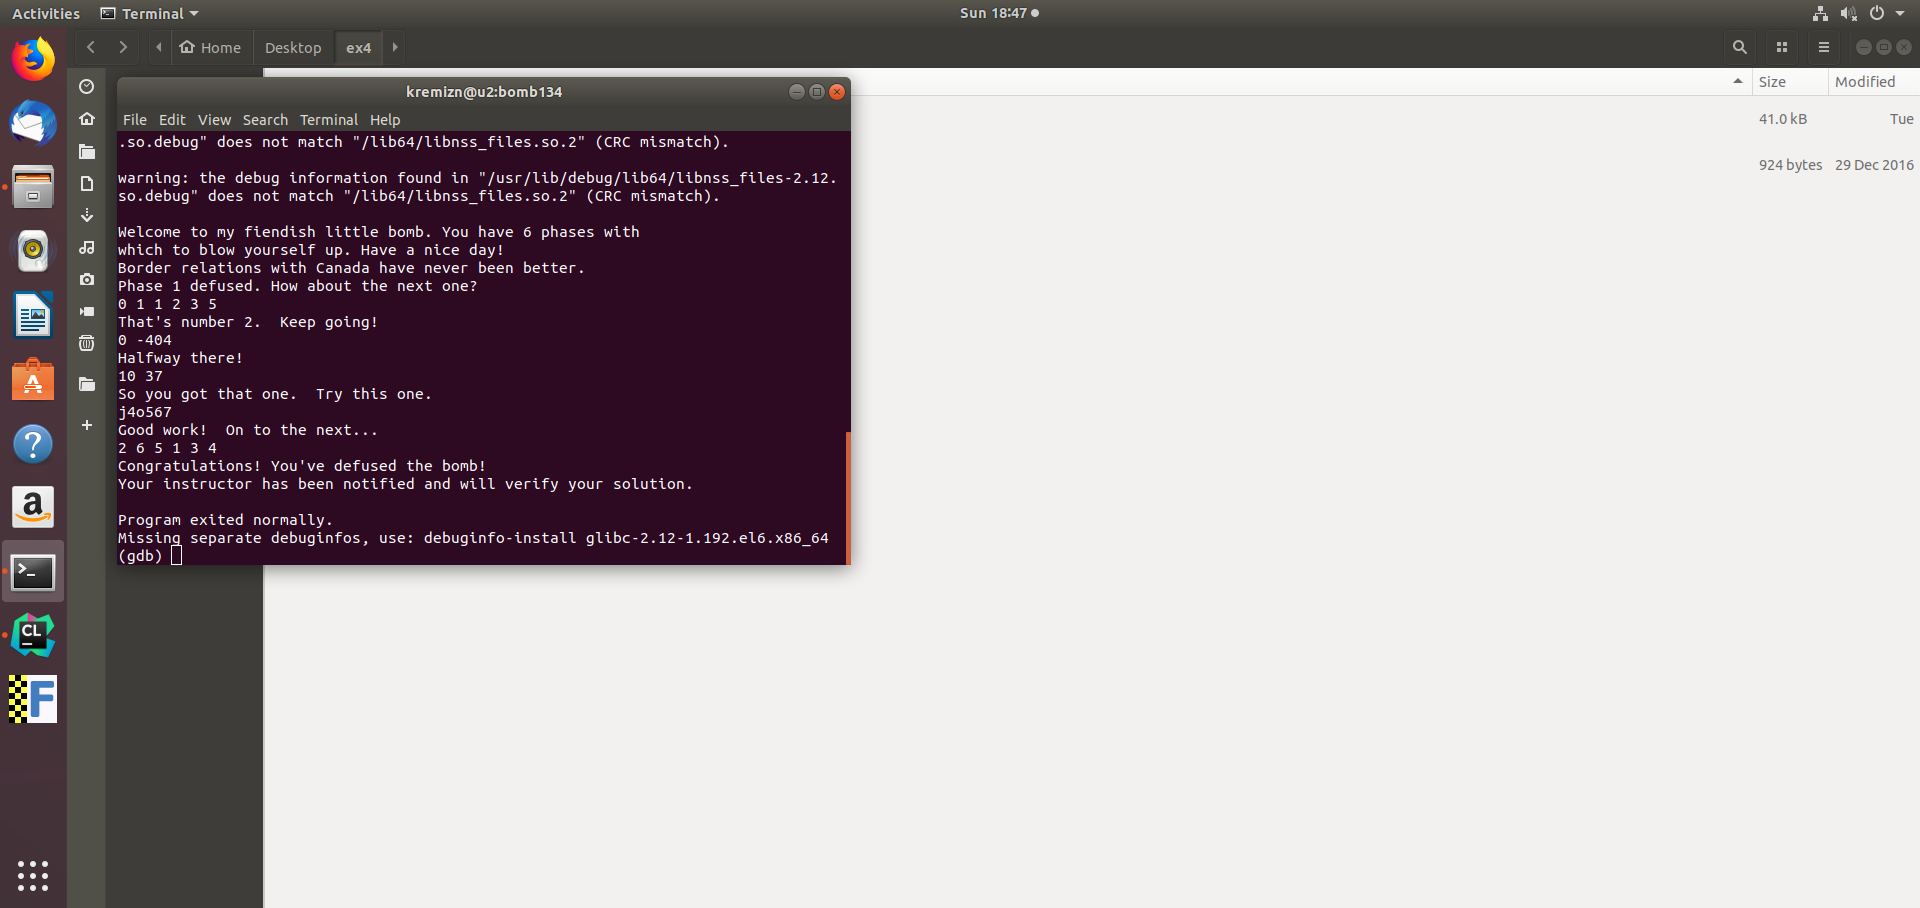 Activities Terminal Sun 18:47
Home Desktop ex4
Size Modified
kremizn@u2:bomb134
File Edit View Search Terminal Help
41.0 kB Tue
924 bytes 29 Dec 2016
.so.debug" does not match "/lib64/libnss_files.so.2" (CRC mismatch).
warning: the debug information found in "/usr/lib/debug/lib64/libnss_files-2.12.
so.debug" does not match "/lib64/libnss_files.so.2" (CRC mismatch).
Welcome to my fiendish little bomb. You have 6 phases with
which to blow yourself up. Have a nice day!
Border relations with Canada have never been better.
Phase 1 defused. How about the next one?
0 1 1 2 3 5
That's number 2.  Keep going!
0 -404
Halfway there!
10 37
So you got that one.  Try this one.
j4o567
Good work!  On to the next...
2 6 5 1 3 4
Congratulations! You've defused the bomb!
Your instructor has been notified and will verify your solution.
Program exited normally.
Missing separate debuginfos, use: debuginfo-install glibc-2.12-1.192.el6.x86_64
(gdb)
A
?
a
>_
CL
F